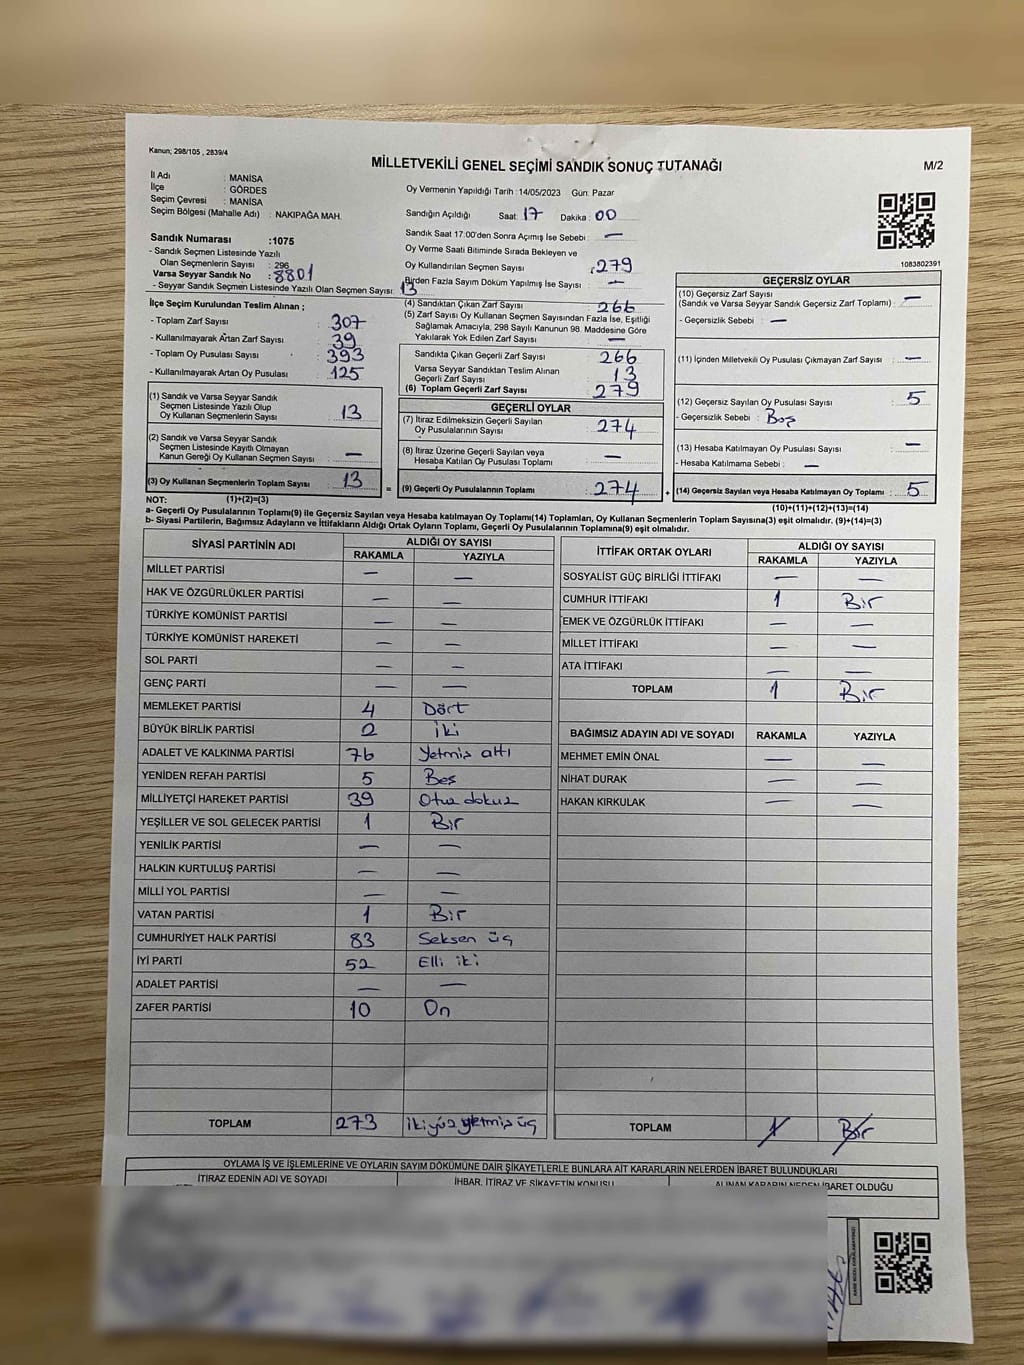 Kanun; 298/105 , 2839/4
MİLLETVEKİLİ GENEL SEÇİMİ SANDIK SONUÇ TUTANAĞI
M/2
İl Adı : MANİSA
İlçe : GÖRDES
Seçim Çevresi : MANİSA
Seçim Bölgesi (Mahalle Adı) : NAKIPAĞA MAH.
Sandık Numarası :1075
- Sandık Seçmen Listesinde Yazılı
Olan Seçmenlerin Sayısı : 296
Varsa Seyyar Sandık No : 8801
- Seyyar Sandık Seçmen Listesinde Yazılı Olan Seçmen Sayısı: 13
İlçe Seçim Kurulundan Teslim Alınan ;
- Toplam Zarf Sayısı : 307
- Kullanılmayarak Artan Zarf Sayısı : 39
- Toplam Oy Pusulası Sayısı : 393
- Kullanılmayarak Artan Oy Pusulası : 125
(1) Sandık ve Varsa Seyyar Sandık
Seçmen Listesinde Yazılı Olup
Oy Kullanan Seçmenlerin Sayısı : 13
(2) Sandık ve Varsa Seyyar Sandık
Seçmen Listesinde Kayıtlı Olmayan
Kanun Gereği Oy Kullanan Seçmen Sayısı : —
(3) Oy Kullanan Seçmenlerin Toplam Sayısı : 13
Oy Vermenin Yapıldığı Tarih :14/05/2023 Gün: Pazar
Sandığın Açıldığı Saat: 17 Dakika: 00
Sandık Saat 17:00'den Sonra Açımış İse Sebebi : —
Oy Verme Saati Bitiminde Sırada Bekleyen ve
Oy Kullandırılan Seçmen Sayısı : 279
Birden Fazla Sayım Döküm Yapılmış İse Sayısı : —
(4) Sandıktan Çıkan Zarf Sayısı : 266
(5) Zarf Sayısı Oy Kullanan Seçmen Sayısından Fazla İse, Eşitliği
Sağlamak Amacıyla, 298 Sayılı Kanunun 98. Maddesine Göre
Yakılarak Yok Edilen Zarf Sayısı : —
Sandıkta Çıkan Geçerli Zarf Sayısı : 266
Varsa Seyyar Sandıktan Teslim Alınan
Geçerli Zarf Sayısı : 13
(6) Toplam Geçerli Zarf Sayısı : 279
GEÇERLİ OYLAR
(7) İtiraz Edilmeksizin Geçerli Sayılan
Oy Pusulalarının Sayısı : 274
(8) İtiraz Üzerine Geçerli Sayılan veya
Hesaba Katılan Oy Pusulası Toplamı : —
= (9) Geçerli Oy Pusulalarının Toplamı : 274 +
1083802391
GEÇERSİZ OYLAR
(10) Geçersiz Zarf Sayısı
(Sandık ve Varsa Seyyar Sandık Geçersiz Zarf Toplamı) : —
- Geçersizlik Sebebi : —
(11) İçinden Milletvekili Oy Pusulası Çıkmayan Zarf Sayısı : —
(12) Geçersiz Sayılan Oy Pusulası Sayısı : 5
- Geçersizlik Sebebi : Boş
(13) Hesaba Katılmayan Oy Pusulası Sayısı : —
- Hesaba Katılmama Sebebi : —
(14) Geçersiz Sayılan veya Hesaba Katılmayan Oy Toplamı : 5
NOT: (1)+(2)=(3) (10)+(11)+(12)+(13)=(14)
a- Geçerli Oy Pusulalarının Toplamı(9) ile Geçersiz Sayılan veya Hesaba Katılmayan Oy Toplamı(14) Toplamları, Oy Kullanan Seçmenlerin Toplam Sayısına(3) eşit olmalıdır. (9)+(14)=(3)
b- Siyasi Partilerin, Bağımsız Adayların ve İttifakların Aldığı Ortak Oyların Toplamı, Geçerli Oy Pusulalarının Toplamına(9) eşit olmalıdır.
SİYASİ PARTİNİN ADI ALDIĞI OY SAYISI
RAKAMLA YAZIYLA
MİLLET PARTİSİ — —
HAK VE ÖZGÜRLÜKLER PARTİSİ — —
TÜRKİYE KOMÜNİST PARTİSİ — —
TÜRKİYE KOMÜNİST HAREKETİ — —
SOL PARTİ — —
GENÇ PARTİ — —
MEMLEKET PARTİSİ 4 Dört
BÜYÜK BİRLİK PARTİSİ 2 İki
ADALET VE KALKINMA PARTİSİ 76 Yetmiş altı
YENİDEN REFAH PARTİSİ 5 Beş
MİLLİYETÇİ HAREKET PARTİSİ 39 Otuz dokuz
YEŞİLLER VE SOL GELECEK PARTİSİ 1 Bir
YENİLİK PARTİSİ — —
HALKIN KURTULUŞ PARTİSİ — —
MİLLİ YOL PARTİSİ — —
VATAN PARTİSİ 1 Bir
CUMHURİYET HALK PARTİSİ 83 Seksen üç
İYİ PARTİ 52 Elli iki
ADALET PARTİSİ — —
ZAFER PARTİSİ 10 On
TOPLAM 273 İkiyüz yetmiş üç
İTTİFAK ORTAK OYLARI ALDIĞI OY SAYISI
RAKAMLA YAZIYLA
SOSYALİST GÜÇ BİRLİĞİ İTTİFAKI — —
CUMHUR İTTİFAKI 1 Bir
EMEK VE ÖZGÜRLÜK İTTİFAKI — —
MİLLET İTTİFAKI — —
ATA İTTİFAKI — —
TOPLAM 1 Bir
BAĞIMSIZ ADAYIN ADI VE SOYADI RAKAMLA YAZIYLA
MEHMET EMİN ÖNAL — —
NİHAT DURAK — —
HAKAN KIRKULAK — —
TOPLAM 1 Bir
OYLAMA İŞ VE İŞLEMLERİNE VE OYLARIN SAYIM DÖKÜMÜNE DAİR ŞİKAYETLERLE BUNLARA AİT KARARLARIN NELERDEN İBARET BULUNDUKLARI
İTİRAZ EDENİN ADI VE SOYADI İHBAR, İTİRAZ VE ŞİKAYETİN KONUSU ALINAN KARARIN NEDEN İBARET OLDUĞU